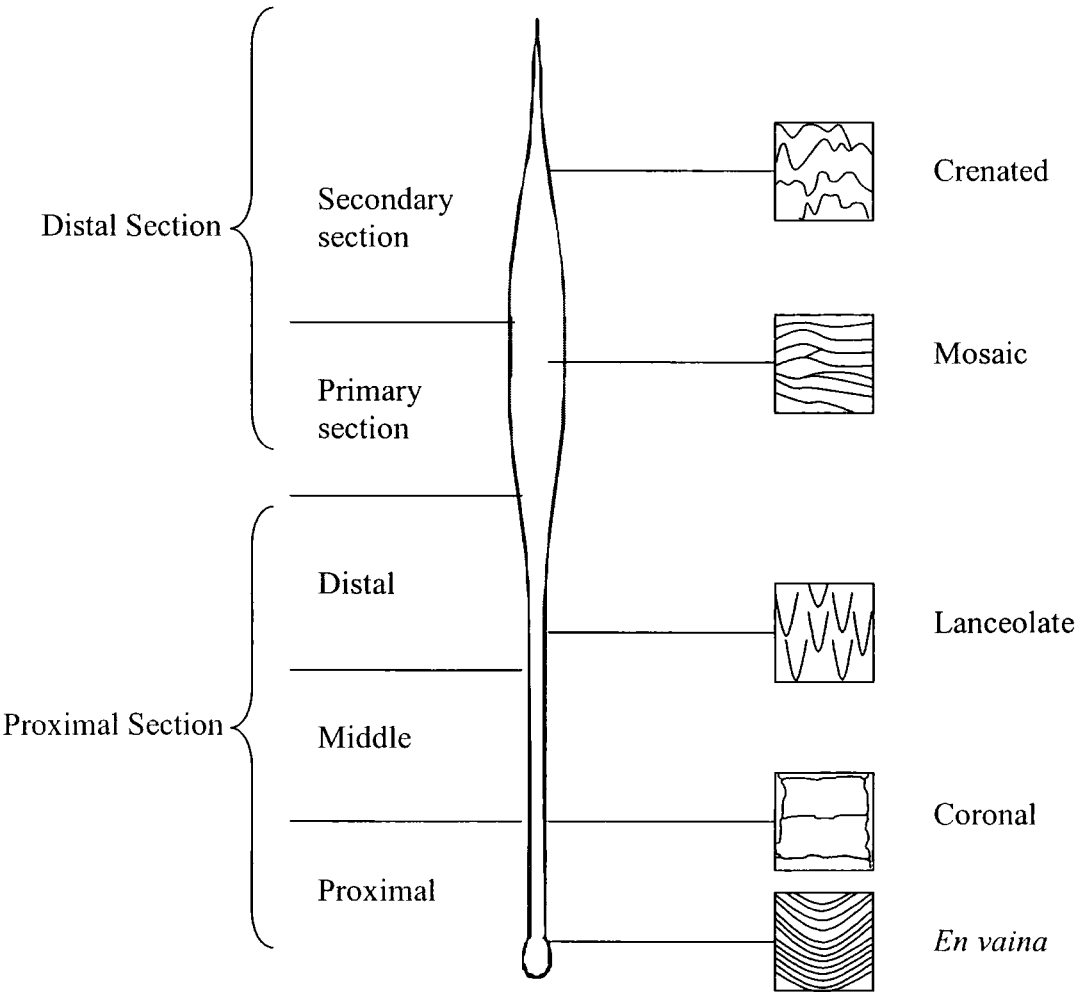 Distal Section
Secondary
section
Primary
section
Proximal Section
Distal
Middle
Proximal
Crenated
Mosaic
Lanceolate
Coronal
En vaina